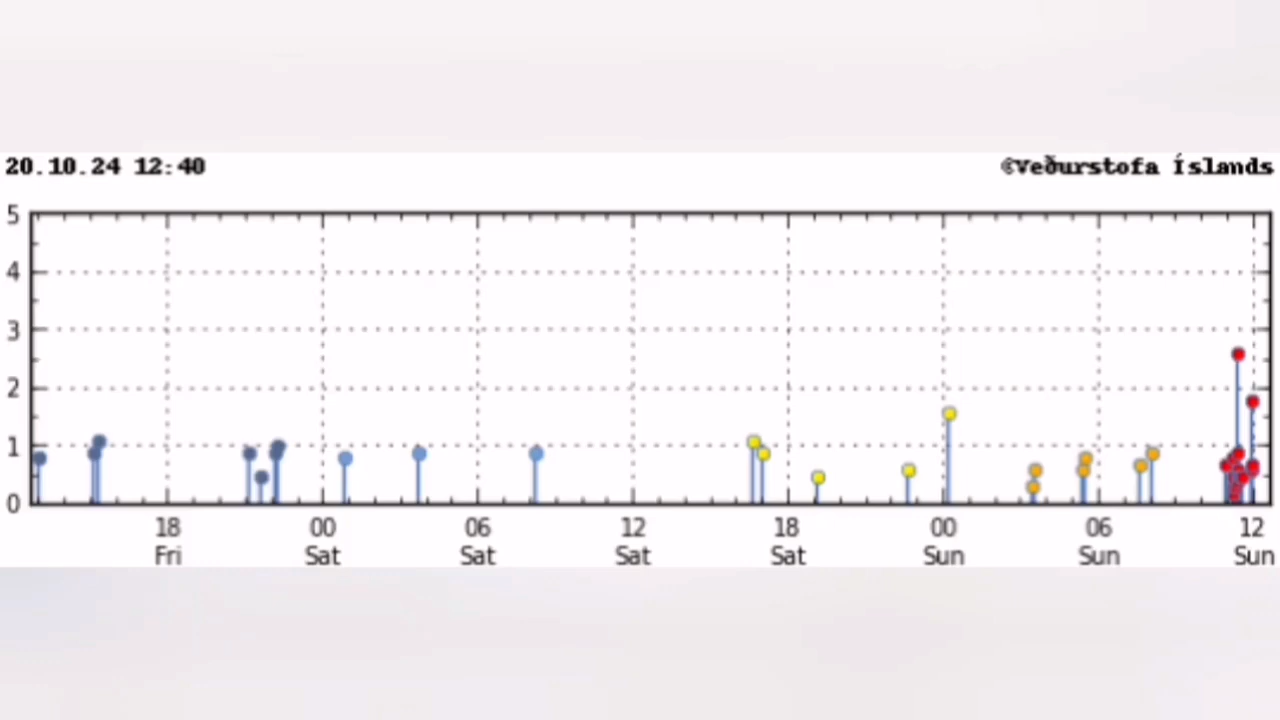 20.10.24 12:40
©Veðurstofa Íslands
5
4
3
2
1
0
18 00 06 12 18 00 06 12
Fri Sat Sat Sat Sat Sun Sun Sun